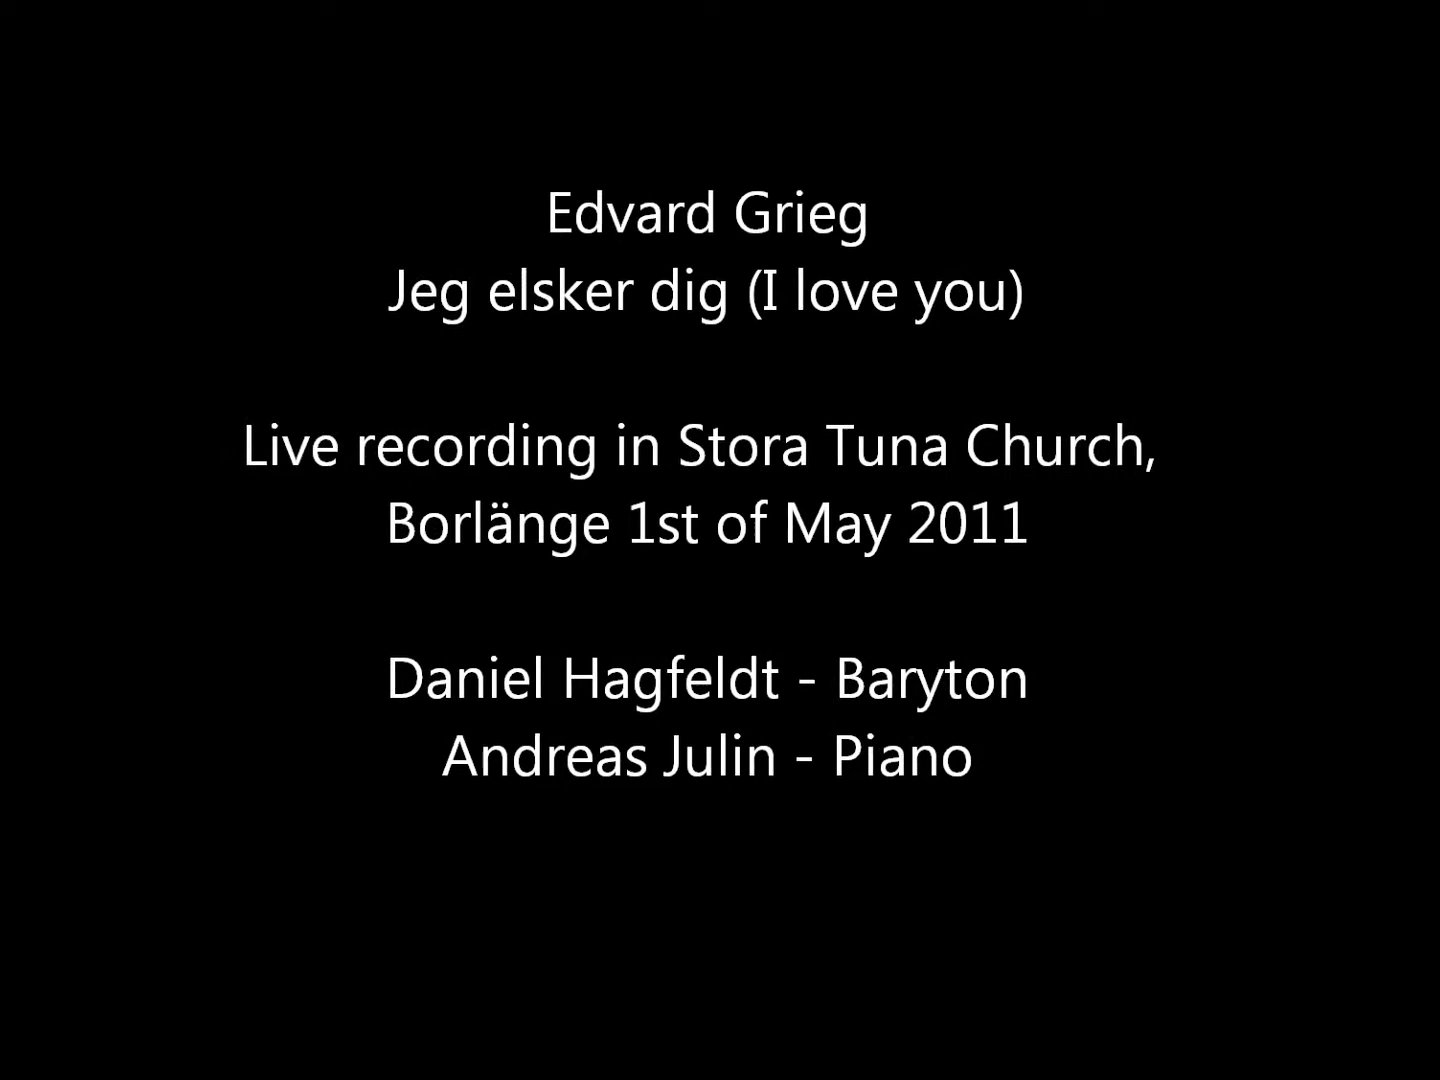 Edvard Grieg
Jeg elsker dig (I love you)
Live recording in Stora Tuna Church,
Borlänge 1st of May 2011
Daniel Hagfeldt - Baryton
Andreas Julin - Piano